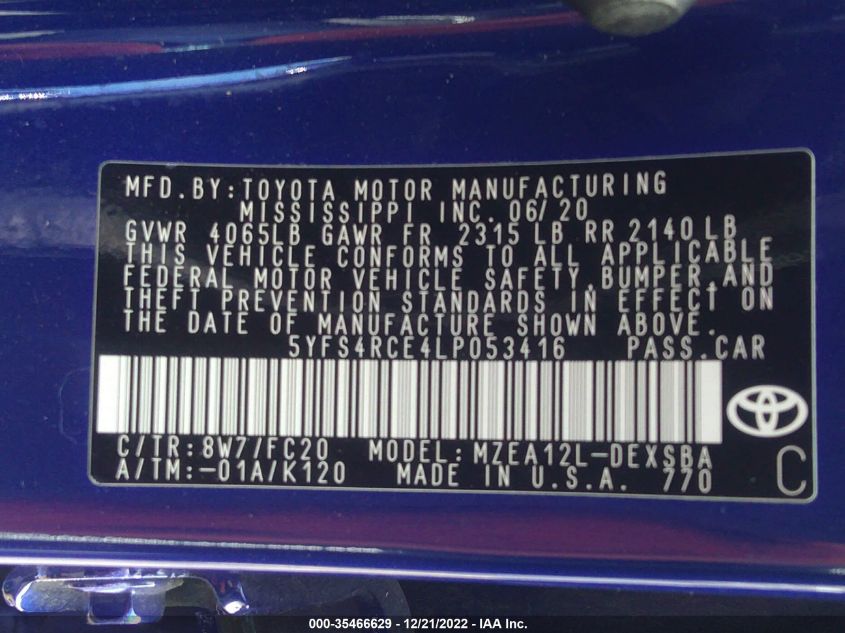 MFD.BY:TOYOTA MOTOR MANUFACTURING
MISSISSIPPI INC. 06/20
GVWR 4065LB GAWR FR 2315 LB RR 2140 LB
THIS VEHICLE CONFORMS TO ALL APPLICABLE
FEDERAL MOTOR VEHICLE SAFETY,BUMPER,AND
THEFT PREVENTION STANDARDS IN EFFECT ON
THE DATE OF MANUFACTURE SHOWN ABOVE.
5YFS4RCE4LP053416 PASS.CAR
C/TR:8W7/FC20 MODEL:MZEA12L-DEXSBA
A/TM:-01A/K120 MADE IN U.S.A. 770
C
000-35466629 - 12/21/2022 - IAA Inc.